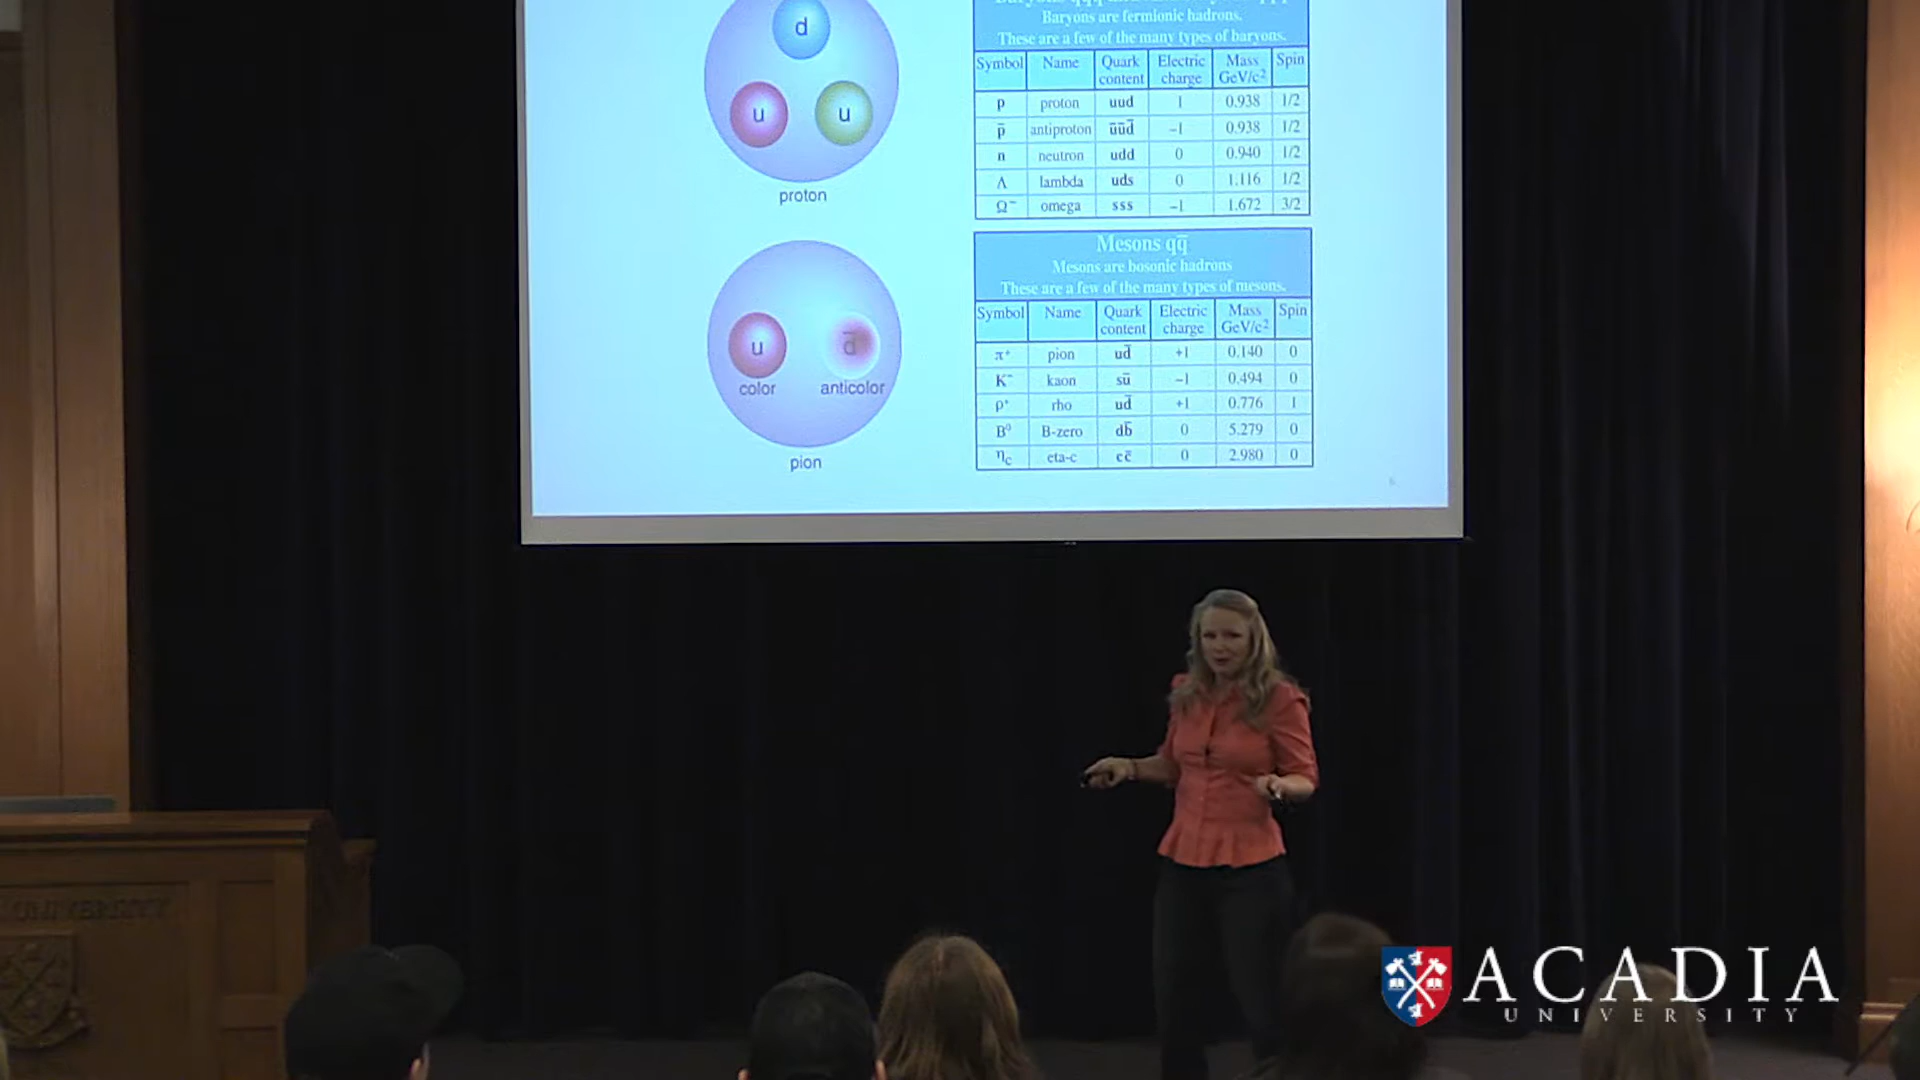 d
u
u
proton
Baryons are fermionic hadrons.
These are a few of the many types of baryons.
Symbol Name Quark content Electric charge Mass GeV/c² Spin
p proton uud 1 0.938 1/2
p̄ antiproton ūūd̄ –1 0.938 1/2
n neutron udd 0 0.940 1/2
Λ lambda uds 0 1.116 1/2
Ω⁻ omega sss –1 1.672 3/2
u
d̄
color
anticolor
pion
Mesons qq̄
Mesons are bosonic hadrons
These are a few of the many types of mesons.
Symbol Name Quark content Electric charge Mass GeV/c² Spin
π⁺ pion ud̄ +1 0.140 0
K⁻ kaon sū –1 0.494 0
ρ⁺ rho ud̄ +1 0.776 1
B⁰ B-zero db̄ 0 5.279 0
ηc eta-c cc̄ 0 2.980 0
6
UNIVERSITY
ACADIA
UNIVERSITY